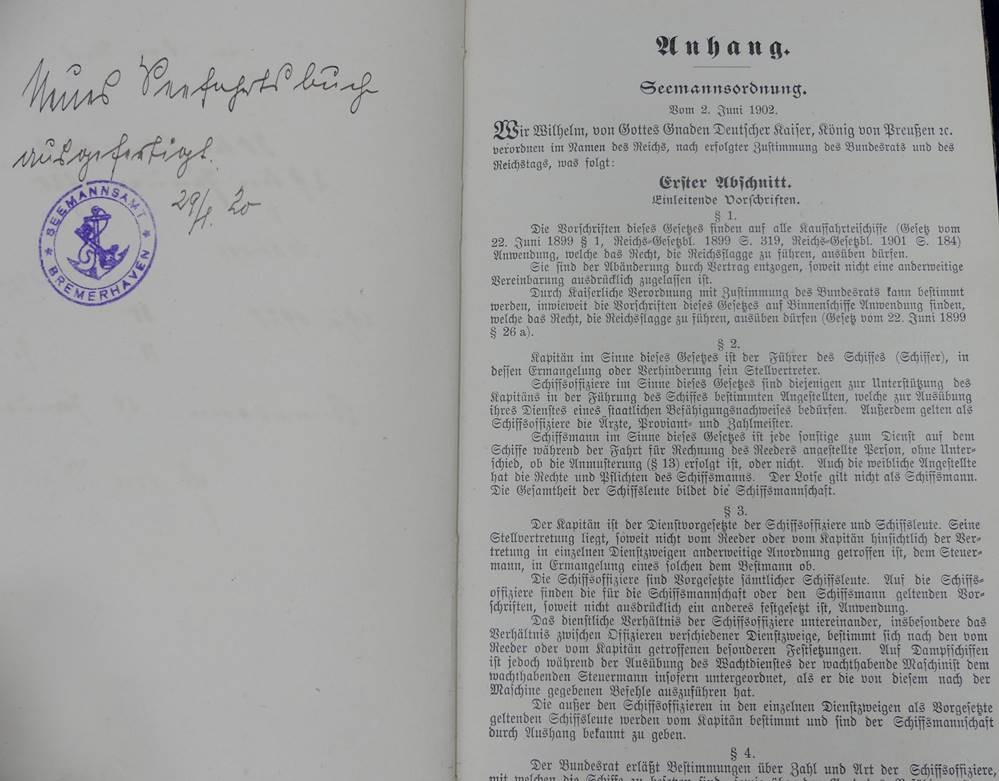 Neues Seefahrtsbuch
ausgefertigt.
SEEMANNSAMT
* BREMERHAVEN *
Anhang.
Seemannsordnung.
Vom 2. Juni 1902.
Wir Wilhelm, von Gottes Gnaden Deutscher Kaiser, König von Preußen ꝛc.
verordnen im Namen des Reichs, nach erfolgter Zustimmung des Bundesrats und des
Reichstags, was folgt:
Erster Abschnitt.
Einleitende Vorschriften.
§ 1.
Die Vorschriften dieses Gesetzes finden auf alle Kauffahrteischiffe (Gesetz vom
22. Juni 1899 § 1, Reichs-Gesetzbl. 1899 S. 319, Reichs-Gesetzbl. 1901 S. 184)
Anwendung, welche das Recht, die Reichsflagge zu führen, ausüben dürfen.
Sie sind der Abänderung durch Vertrag entzogen, soweit nicht eine anderweitige
Vereinbarung ausdrücklich zugelassen ist.
Durch Kaiserliche Verordnung mit Zustimmung des Bundesrats kann bestimmt
werden, inwieweit die Vorschriften dieses Gesetzes auf Binnenschiffe Anwendung finden,
welche das Recht, die Reichsflagge zu führen, ausüben dürfen (Gesetz vom 22. Juni 1899
§ 26 a).
§ 2.
Kapitän im Sinne dieses Gesetzes ist der Führer des Schiffes (Schiffer), in
dessen Ermangelung oder Verhinderung sein Stellvertreter.
Schiffsoffiziere im Sinne dieses Gesetzes sind diejenigen zur Unterstützung des
Kapitäns in der Führung des Schiffes bestimmten Angestellten, welche zur Ausübung
ihres Dienstes eines staatlichen Befähigungsnachweises bedürfen. Außerdem gelten als
Schiffsoffiziere die Ärzte, Proviant- und Zahlmeister.
Schiffsmann im Sinne dieses Gesetzes ist jede sonstige zum Dienst auf dem
Schiffe während der Fahrt für Rechnung des Reeders angestellte Person, ohne Unter-
schied, ob die Anmusterung (§ 13) erfolgt ist, oder nicht. Auch die weibliche Angestellte
hat die Rechte und Pflichten des Schiffsmanns. Der Lotse gilt nicht als Schiffsmann.
Die Gesamtheit der Schiffsleute bildet die Schiffsmannschaft.
§ 3.
Der Kapitän ist der Dienstvorgesetzte der Schiffsoffiziere und Schiffsleute. Seine
Stellvertretung liegt, soweit nicht vom Reeder oder vom Kapitän hinsichtlich der Ver-
tretung in einzelnen Dienstzweigen anderweitige Anordnung getroffen ist, dem Steuer-
mann, in Ermangelung eines solchen dem Bestmann ob.
Die Schiffsoffiziere sind Vorgesetzte sämtlicher Schiffsleute. Auf die Schiffs-
offiziere finden die für die Schiffsmannschaft oder den Schiffsmann geltenden Vor-
schriften, soweit nicht ausdrücklich ein anderes festgesetzt ist, Anwendung.
Das dienstliche Verhältnis der Schiffsoffiziere untereinander, insbesondere das
Verhältnis zwischen Offizieren verschiedener Dienstzweige, bestimmt sich nach den vom
Reeder oder vom Kapitän getroffenen besonderen Festsetzungen. Auf Dampfschiffen
ist jedoch während der Ausübung des Wachtdienstes der wachthabende Maschinist dem
wachthabenden Steuermann insofern untergeordnet, als er die von diesem nach der
Maschine gegebenen Befehle auszuführen hat.
Die außer den Schiffsoffizieren in den einzelnen Dienstzweigen als Vorgesetzte
geltenden Schiffsleute werden vom Kapitän bestimmt und sind der Schiffsmannschaft
durch Aushang bekannt zu geben.
§ 4.
Der Bundesrat erläßt Bestimmungen über Zahl und Art der Schiffsoffiziere,
mit welchen die Schiffe zu besetzen sind